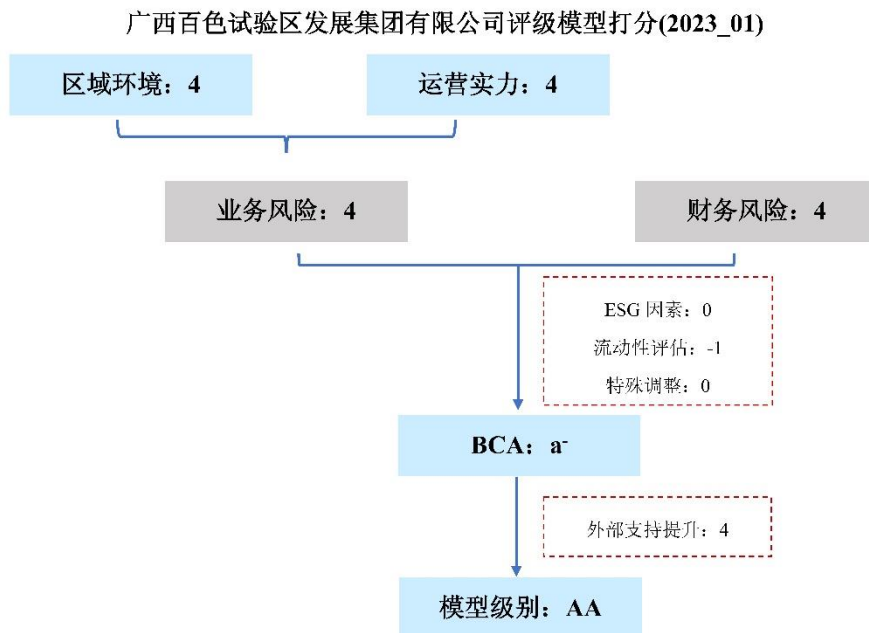 广西百色试验区发展集团有限公司评级模型打分(2023_01)
区域环境：4
运营实力：4
业务风险：4
财务风险：4
ESG 因素：0
流动性评估：-1
特殊调整：0
BCA：a-
外部支持提升：4
模型级别：AA